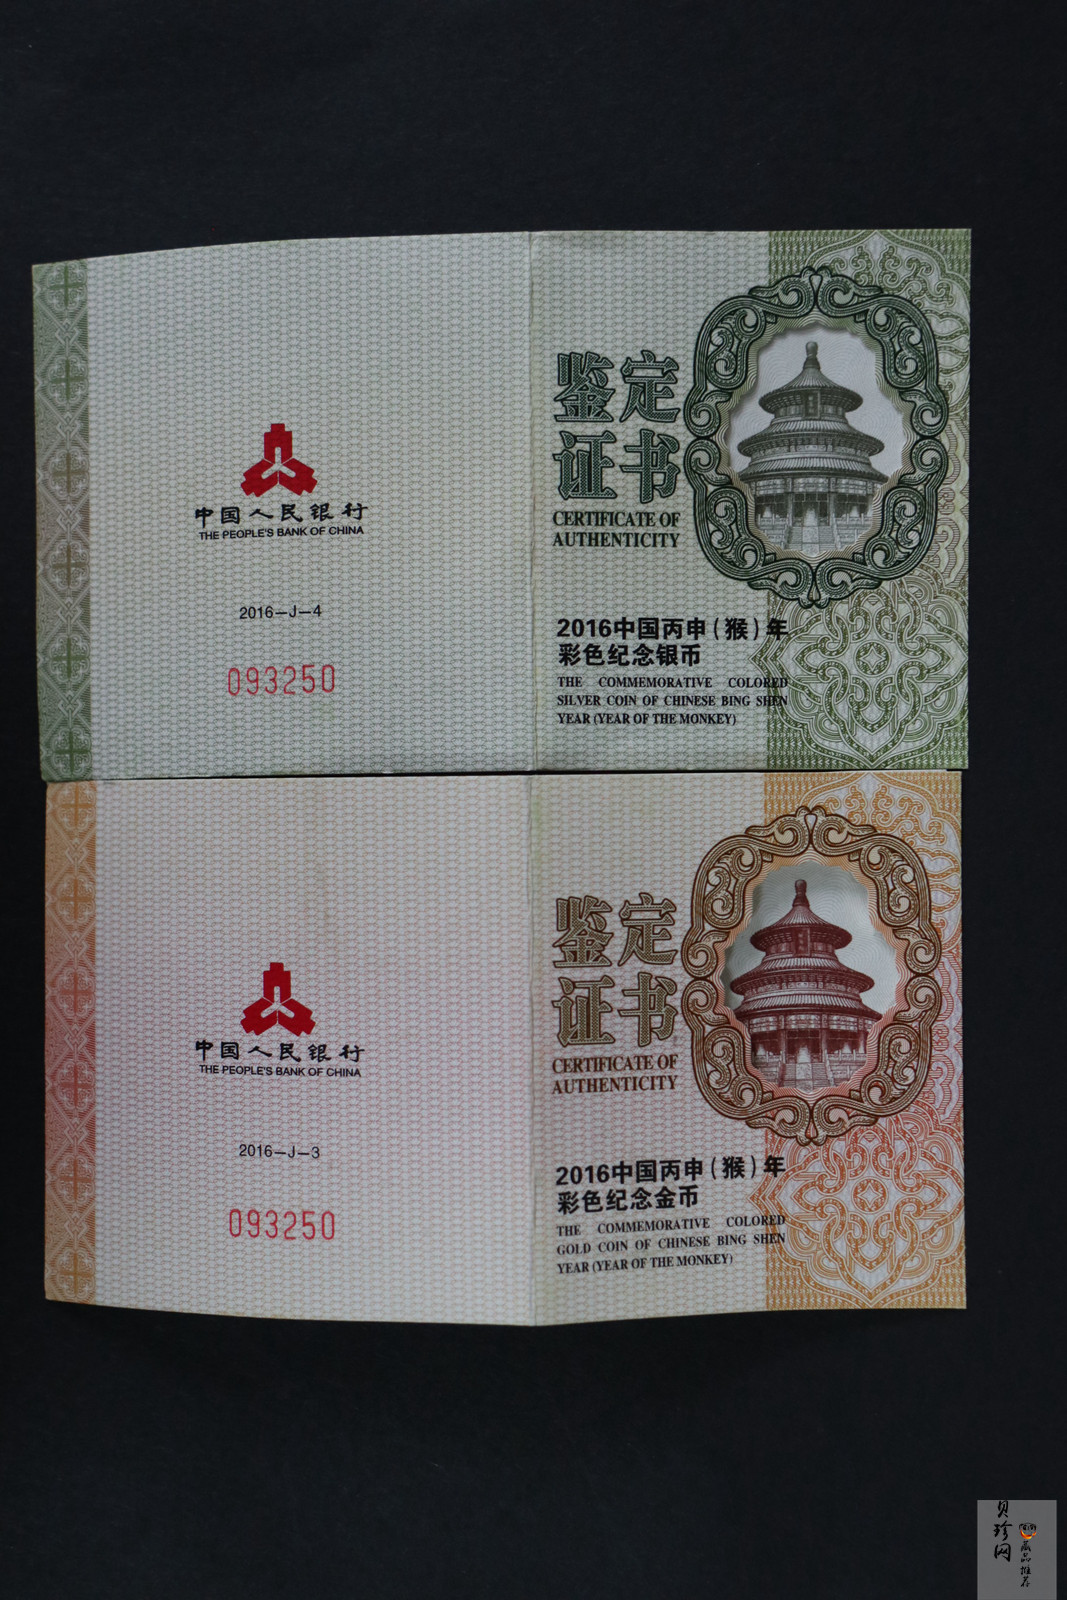 中国人民银行
THE PEOPLE'S BANK OF CHINA
2016—J—4
093250
鉴定
证书
CERTIFICATE OF
AUTHENTICITY
2016中国丙申（猴）年
彩色纪念银币
THE COMMEMORATIVE COLORED
SILVER COIN OF CHINESE BING SHEN
YEAR (YEAR OF THE MONKEY)
中国人民银行
THE PEOPLE'S BANK OF CHINA
2016—J—3
093250
鉴定
证书
CERTIFICATE OF
AUTHENTICITY
2016中国丙申（猴）年
彩色纪念金币
THE COMMEMORATIVE COLORED
GOLD COIN OF CHINESE BING SHEN
YEAR (YEAR OF THE MONKEY)
贝珍网
藏品推荐